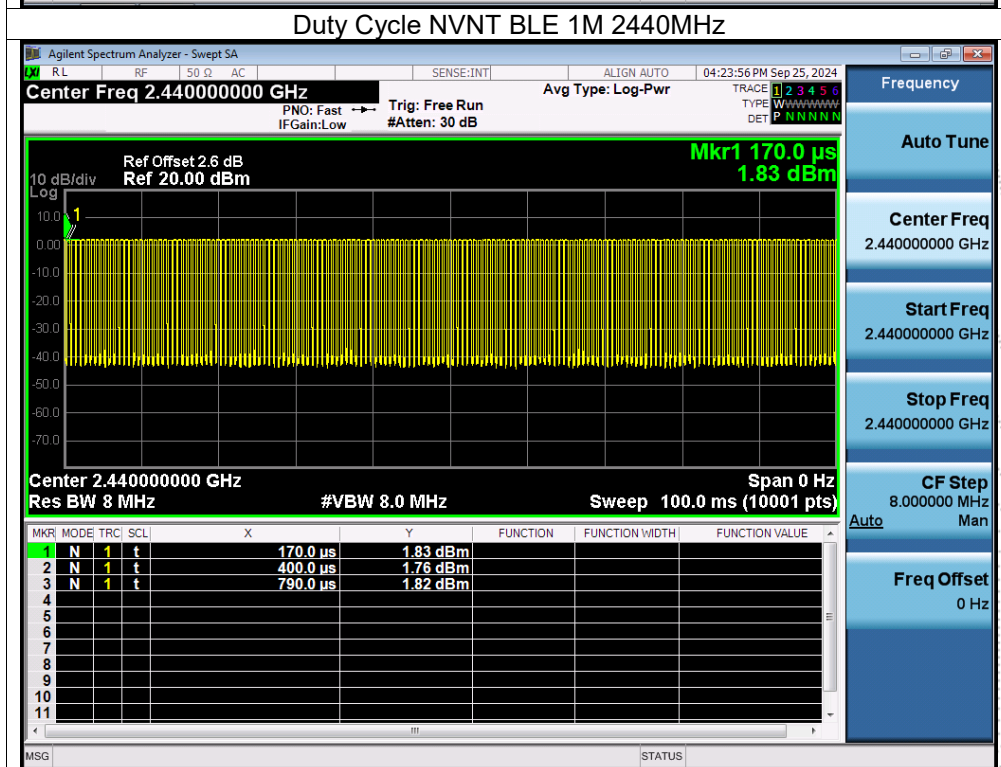 Duty Cycle NVNT BLE 1M 2440MHz
Agilent Spectrum Analyzer - Swept SA
LXI RL RF 50 Ω AC SENSE:INT ALIGN AUTO 04:23:56 PM Sep 25, 2024
Center Freq 2.440000000 GHz Avg Type: Log-Pwr TRACE 1 2 3 4 5 6
PNO: Fast Trig: Free Run TYPE WWWWWW
IFGain:Low #Atten: 30 dB DET P N N N N N
Mkr1 170.0 µs
1.83 dBm
Ref Offset 2.6 dB
10 dB/div Ref 20.00 dBm
Log
10.0
1
0.00
-10.0
-20.0
-30.0
-40.0
-50.0
-60.0
-70.0
Center 2.440000000 GHz Span 0 Hz
Res BW 8 MHz #VBW 8.0 MHz Sweep 100.0 ms (10001 pts)
MKR MODE TRC SCL X Y FUNCTION FUNCTION WIDTH FUNCTION VALUE
1 N 1 t 170.0 µs 1.83 dBm
2 N 1 t 400.0 µs 1.76 dBm
3 N 1 t 790.0 µs 1.82 dBm
4
5
6
7
8
9
10
11
MSG STATUS
Frequency
Auto Tune
Center Freq
2.440000000 GHz
Start Freq
2.440000000 GHz
Stop Freq
2.440000000 GHz
CF Step
8.000000 MHz
Auto Man
Freq Offset
0 Hz